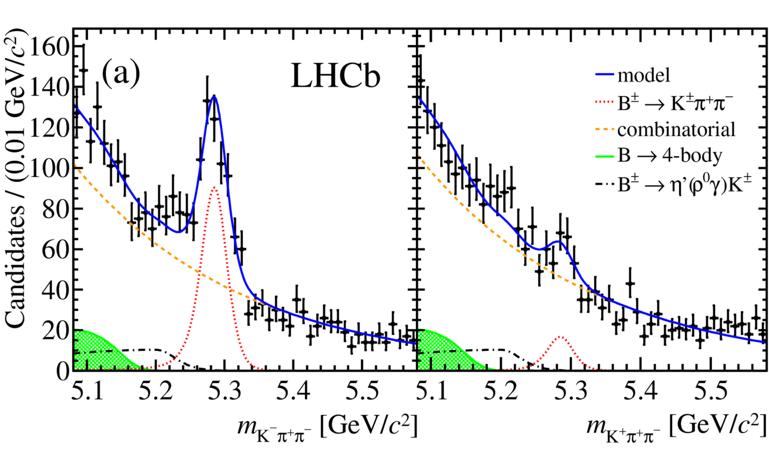 Candidates / (0.01 GeV/c²)
160
140
120
100
80
60
40
20
0
(a)
LHCb
model
B± → K±π+π−
combinatorial
B → 4-body
B± → η’(ρ⁰γ)K±
5.1 5.2 5.3 5.4 5.5
5.1 5.2 5.3 5.4 5.5
m K−π+π− [GeV/c²]
m K+π+π− [GeV/c²]